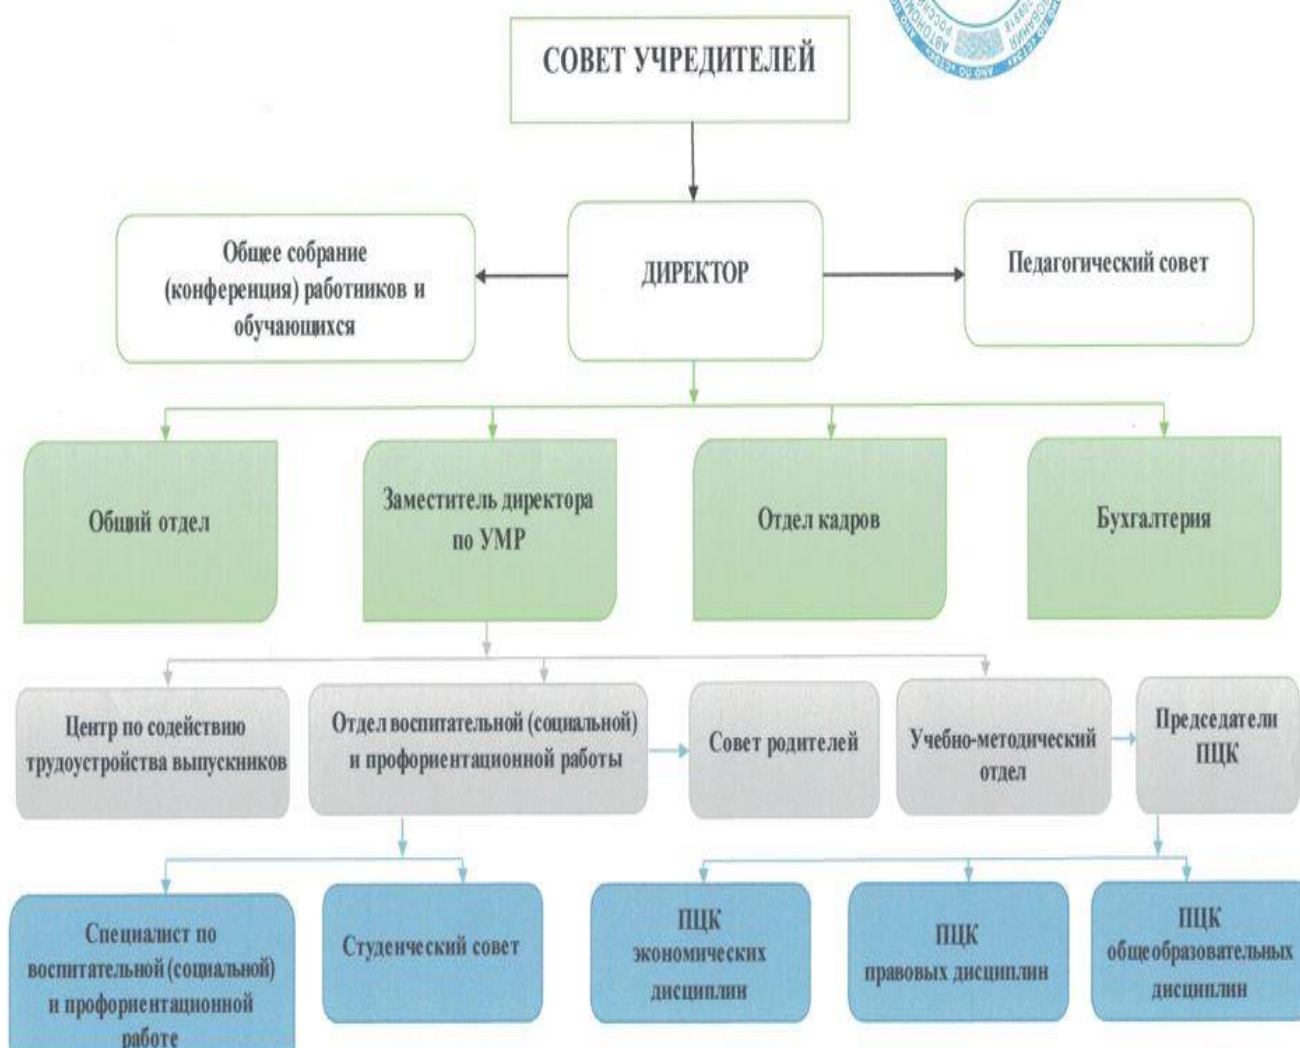 СОВЕТ УЧРЕДИТЕЛЕЙ
Общее собрание
(конференция) работников и
обучающихся
ДИРЕКТОР
Педагогический совет
Общий отдел
Заместитель директора
по УМР
Отдел кадров
Бухгалтерия
Центр по содействию
трудоустройства выпускников
Отдел воспитательной (социальной)
и профориентационной работы
Совет родителей
Учебно-методический
отдел
Председатели
ПЦК
Специалист по
воспитательной (социальной)
и профориентационной
работе
Студенческий совет
ПЦК
экономических
дисциплин
ПЦК
правовых дисциплин
ПЦК
общеобразовательных
дисциплин